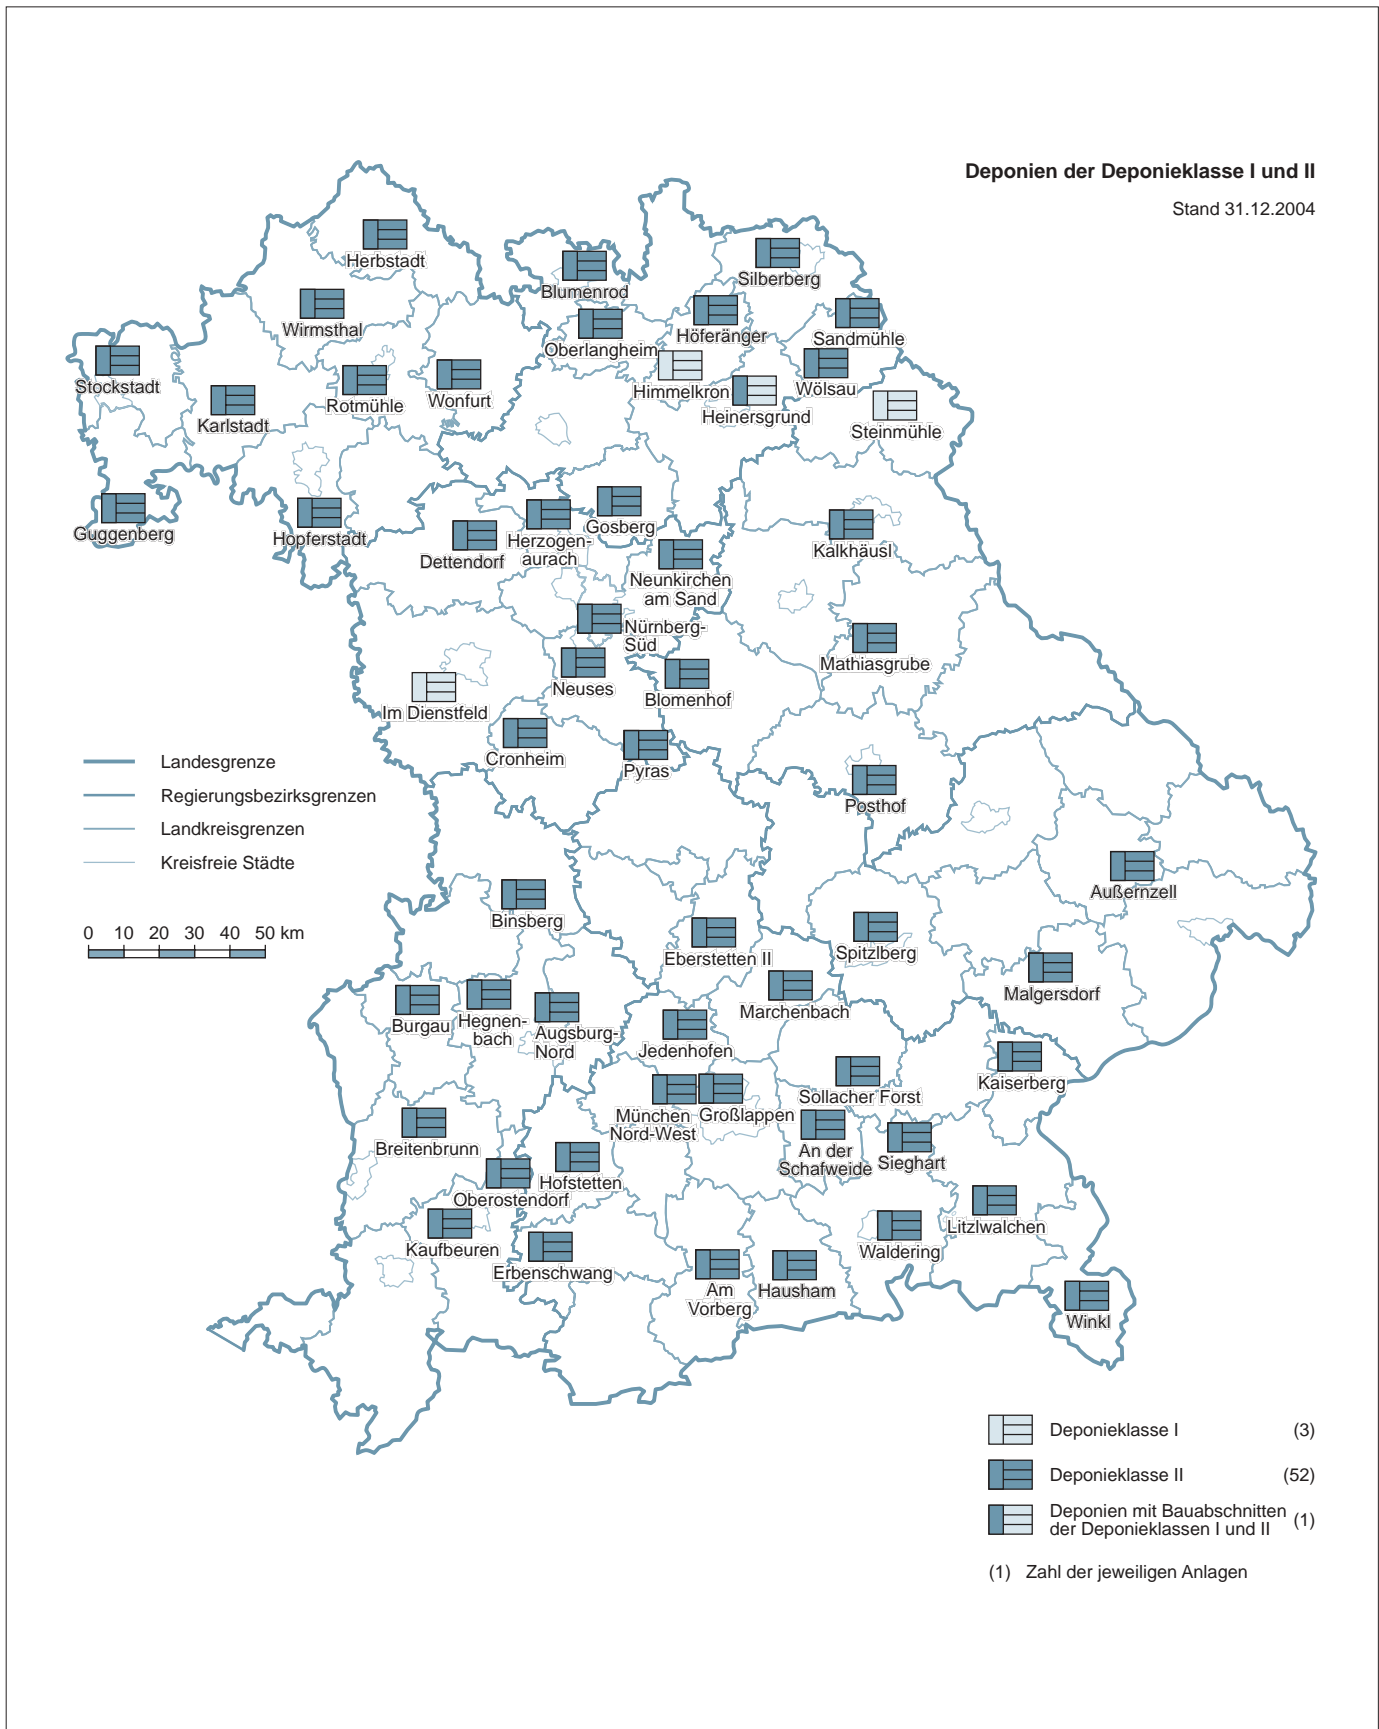 Deponien der Deponieklasse I und II
Stand 31.12.2004
Herbstadt
Blumenrod
Silberberg
Wirmsthal
Oberlangheim
Höferänger
Sandmühle
Stockstadt
Karlstadt
Rotmühle
Wonfurt
Himmelkron
Heinersgrund
Wölsau
Steinmühle
Guggenberg
Hopferstadt
Dettendorf
Herzogen-
aurach
Gosberg
Neunkirchen
am Sand
Kalkhäusl
Nürnberg-
Süd
Neuses
Blomenhof
Mathiasgrube
Im Dienstfeld
Cronheim
Pyras
Posthof
Landesgrenze
Regierungsbezirksgrenzen
Landkreisgrenzen
Kreisfreie Städte
0 10 20 30 40 50 km
Außernzell
Binsberg
Eberstetten II
Spitzlberg
Malgersdorf
Marchenbach
Burgau
Hegnen-
bach
Augsburg-
Nord
Jedenhofen
Kaiserberg
Sollacher Forst
München
Nord-West
Großlappen
Breitenbrunn
An der
Schafweide
Sieghart
Oberostendorf
Hofstetten
Litzlwalchen
Kaufbeuren
Erbenschwang
Waldering
Am
Vorberg
Hausham
Winkl
Deponieklasse I (3)
Deponieklasse II (52)
Deponien mit Bauabschnitten
der Deponieklassen I und II (1)
(1) Zahl der jeweiligen Anlagen